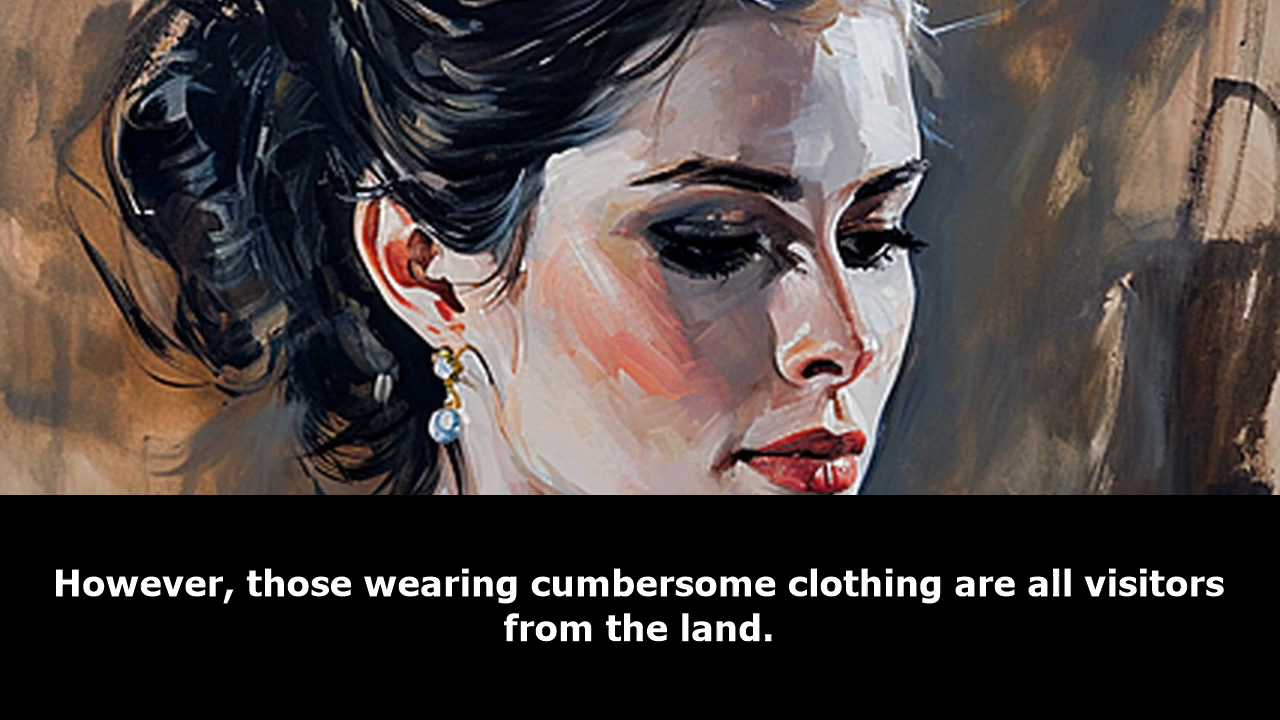 However, those wearing cumbersome clothing are all visitors
from the land.